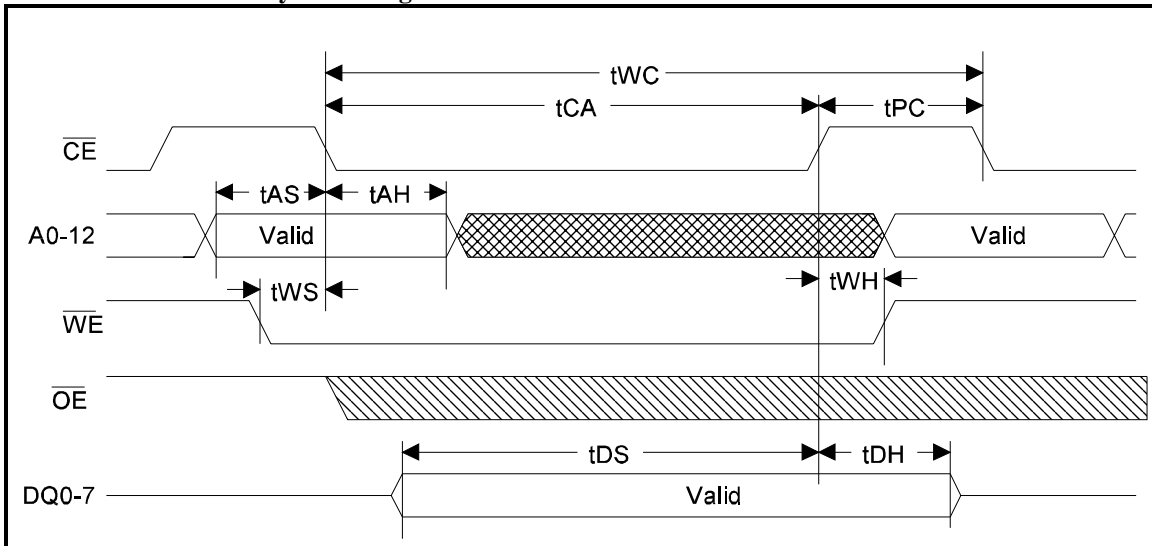 tWC
tCA tPC
CE
tAS tAH
A0-12 Valid Valid
tWS tWH
WE
OE
tDS tDH
DQ0-7 Valid